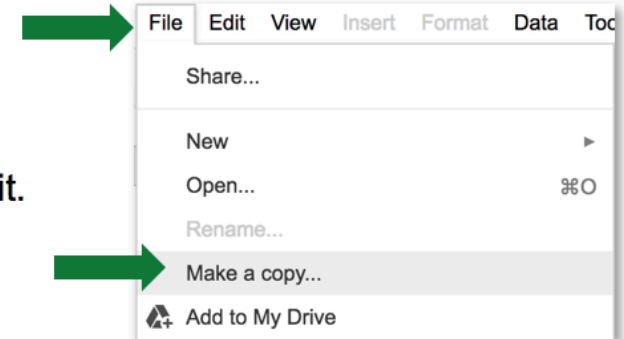 File Edit View Insert Format Data
Share...
New
Open... ⌘O
it.
Rename...
Make a copy...
Add to My Drive